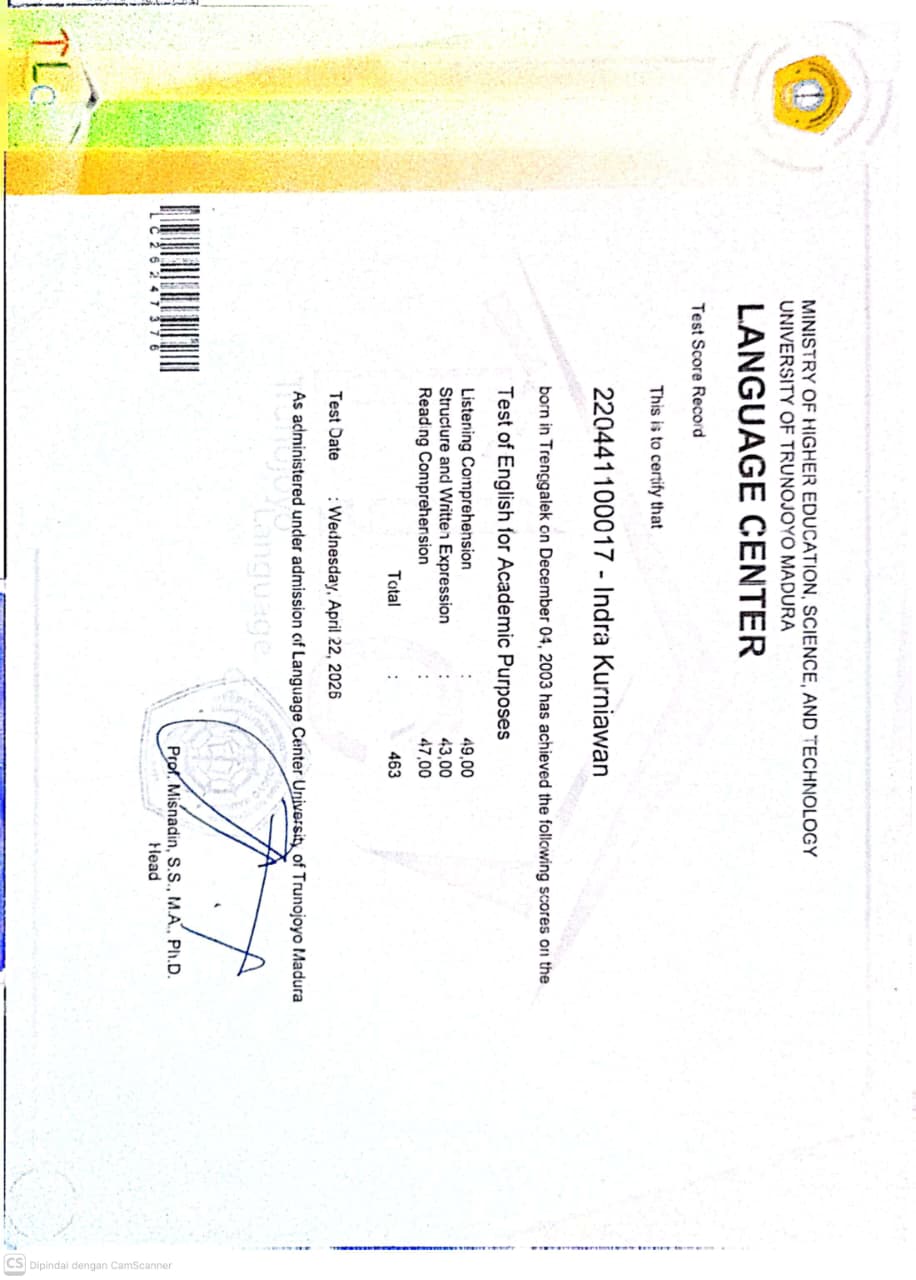 TLC
MINISTRY OF HIGHER EDUCATION, SCIENCE, AND TECHNOLOGY
UNIVERSITY OF TRUNOJOYO MADURA
LANGUAGE CENTER
Test Score Record
This is to certify that
220441100017 - Indra Kurniawan
born in Trenggalek on December 04, 2003 has achieved the following scores on the
Test of English for Academic Purposes
Listening Comprehension : 49,00
Structure and Written Expression : 43,00
Reading Comprehension : 47,00
Total : 463
Test Date : Wednesday, April 22, 2026
As administered under admission of Language Center University of Trunojoyo Madura
Trunojoyo Language
LC26247376
Prof. Misnadin, S.S., M.A., Ph.D.
Head
CS Dipindai dengan CamScanner